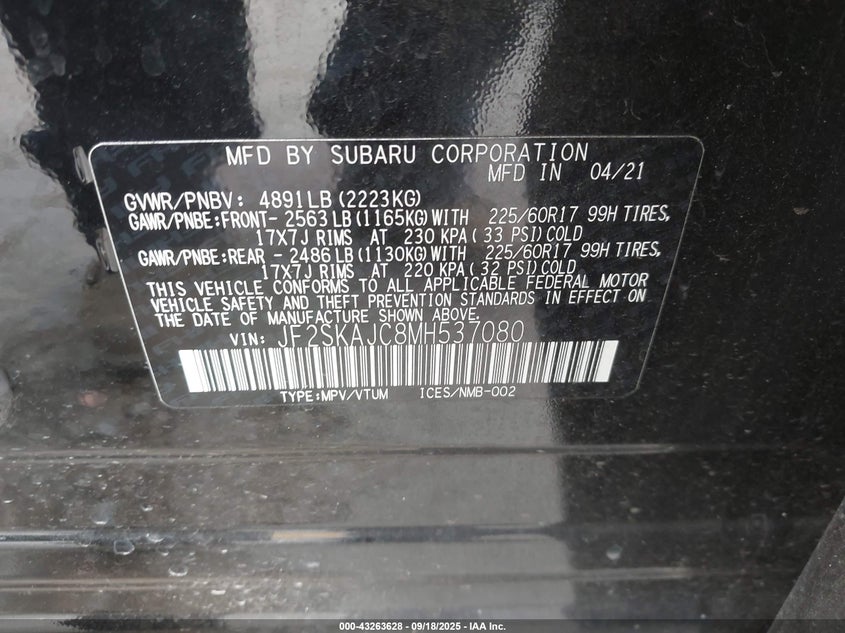 MFD BY SUBARU CORPORATION
MFD IN 04/21
GVWR/PNBV: 4891LB (2223KG)
GAWR/PNBE:FRONT- 2563LB (1165KG) WITH 225/60R17 99H TIRES,
17X7J RIMS AT 230 KPA ( 33 PSI) COLD
GAWR/PNBE:REAR - 2486LB (1130KG) WITH 225/60R17 99H TIRES,
17X7J RIMS AT 220 KPA ( 32 PSI) COLD
THIS VEHICLE CONFORMS TO ALL APPLICABLE FEDERAL MOTOR
VEHICLE SAFETY AND THEFT PREVENTION STANDARDS IN EFFECT ON
THE DATE OF MANUFACTURE SHOWN ABOVE.
VIN: JF2SKAJC8MH537080
TYPE:MPV/VTUM ICES/NMB-002
000-43263628 - 09/18/2025 - IAA Inc.